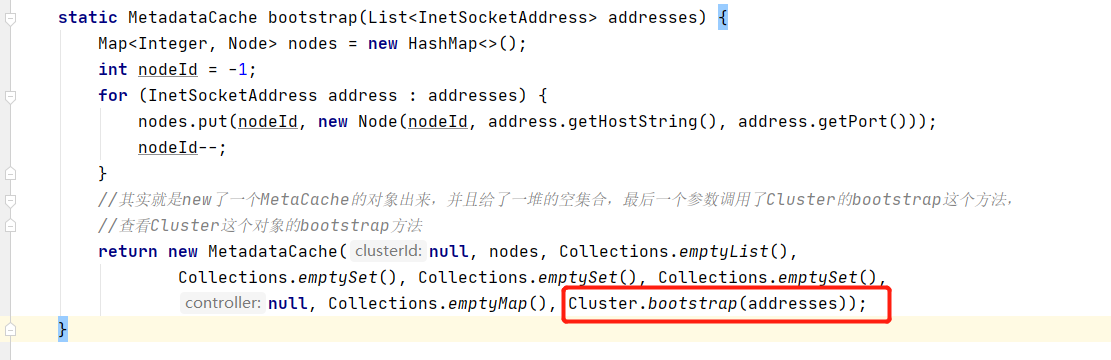 static MetadataCache bootstrap(List<InetSocketAddress> addresses) {
Map<Integer, Node> nodes = new HashMap<>();
int nodeId = -1;
for (InetSocketAddress address : addresses) {
nodes.put(nodeId, new Node(nodeId, address.getHostString(), address.getPort()));
nodeId--;
}
//其实就是new了一个MetaCache的对象出来，并且给了一堆的空集合，最后一个参数调用了Cluster的bootstrap这个方法，
//查看Cluster这个对象的bootstrap方法
return new MetadataCache( clusterId: null, nodes, Collections.emptyList(),
Collections.emptySet(), Collections.emptySet(), Collections.emptySet(),
controller: null, Collections.emptyMap(), Cluster.bootstrap(addresses));
}